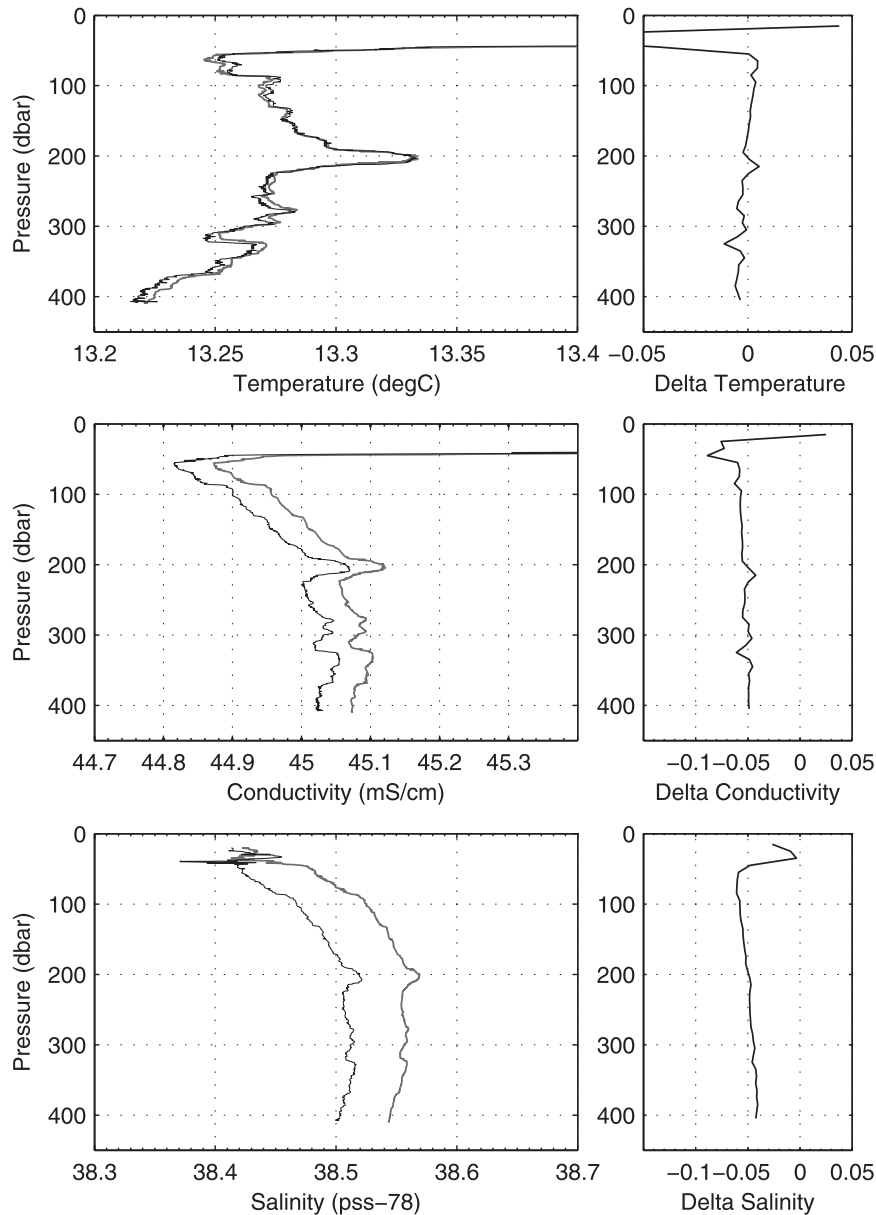 0
100
200
300
400
Pressure (dbar)
13.2 13.25 13.3 13.35 13.4
Temperature (degC)
0
100
200
300
400
−0.05 0 0.05
Delta Temperature
0
100
200
300
400
Pressure (dbar)
44.7 44.8 44.9 45 45.1 45.2 45.3
Conductivity (mS/cm)
0
100
200
300
400
−0.1 −0.05 0 0.05
Delta Conductivity
0
100
200
300
400
Pressure (dbar)
38.3 38.4 38.5 38.6 38.7
Salinity (pss−78)
0
100
200
300
400
−0.1 −0.05 0 0.05
Delta Salinity